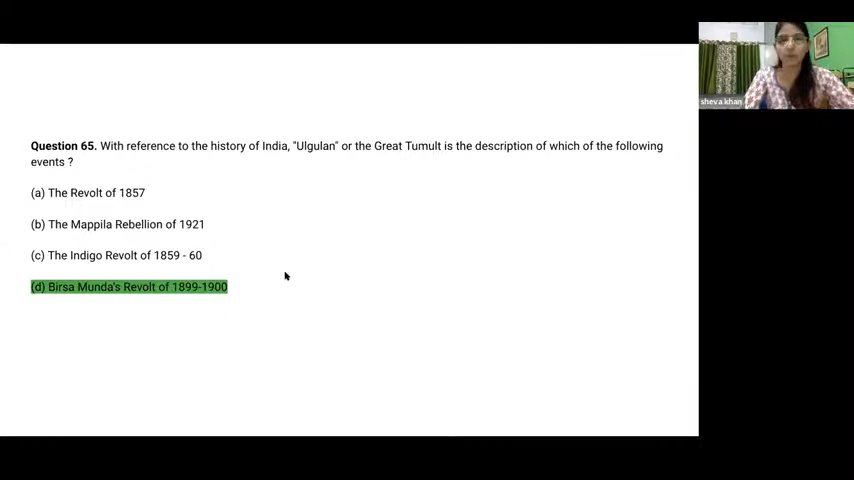 Question 65. With reference to the history of India, "Ulgulan" or the Great Tumult is the description of which of the following
events ?
(a) The Revolt of 1857
(b) The Mappila Rebellion of 1921
(c) The Indigo Revolt of 1859 - 60
(d) Birsa Munda's Revolt of 1899-1900
sheva khan